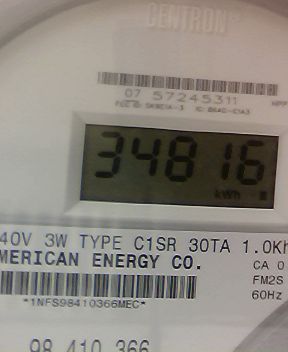 CENTRON®
07 57245311
34816
kWh
40V 3W TYPE C1SR 30TA 1.0Kh
MERICAN ENERGY CO.
CA 0
FM2S
60Hz
*1NFS98410366MEC*
98 410 366